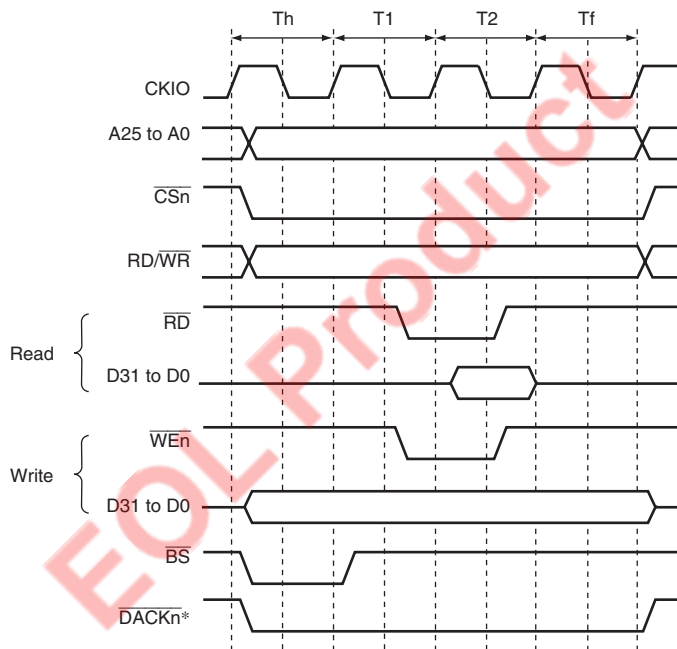 Th T1 T2 Tf
CKIO
A25 to A0
CSn
RD/WR
RD
Read
D31 to D0
WEn
Write
D31 to D0
BS
DACKn*
EOL Product